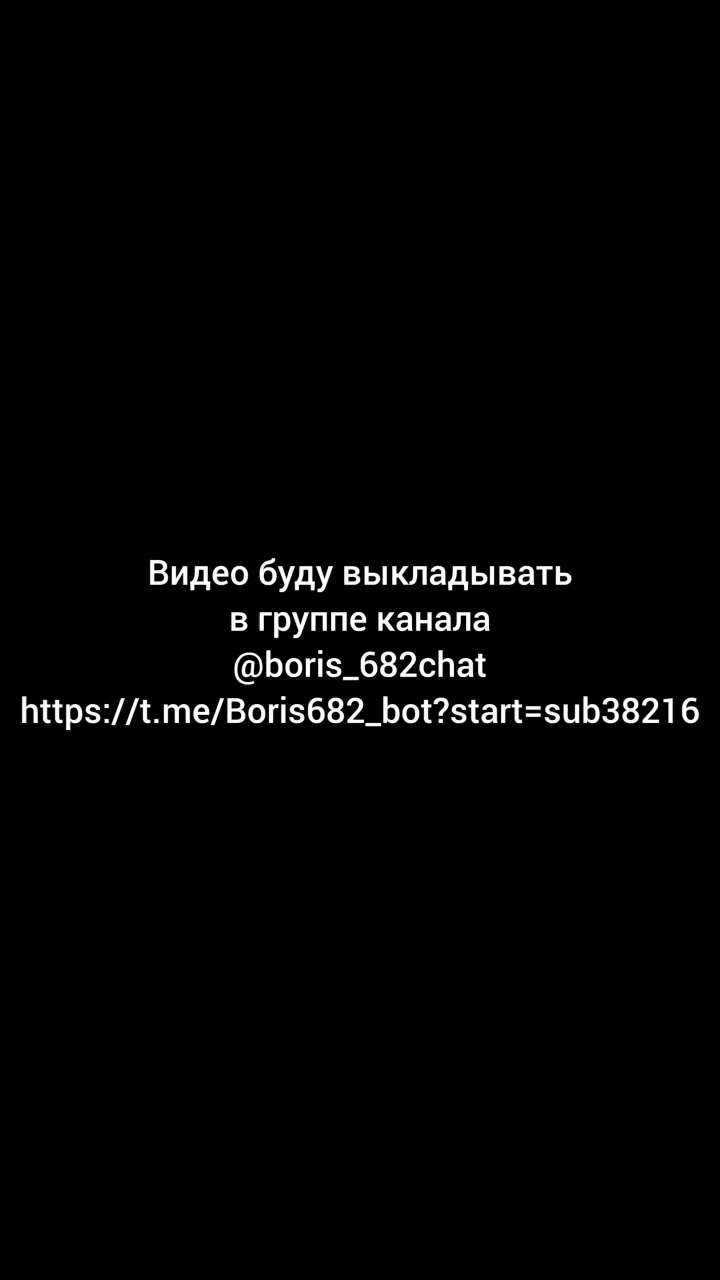 Видео буду выкладывать
в группе канала
@boris_682chat
https://t.me/Boris682_bot?start=sub38216